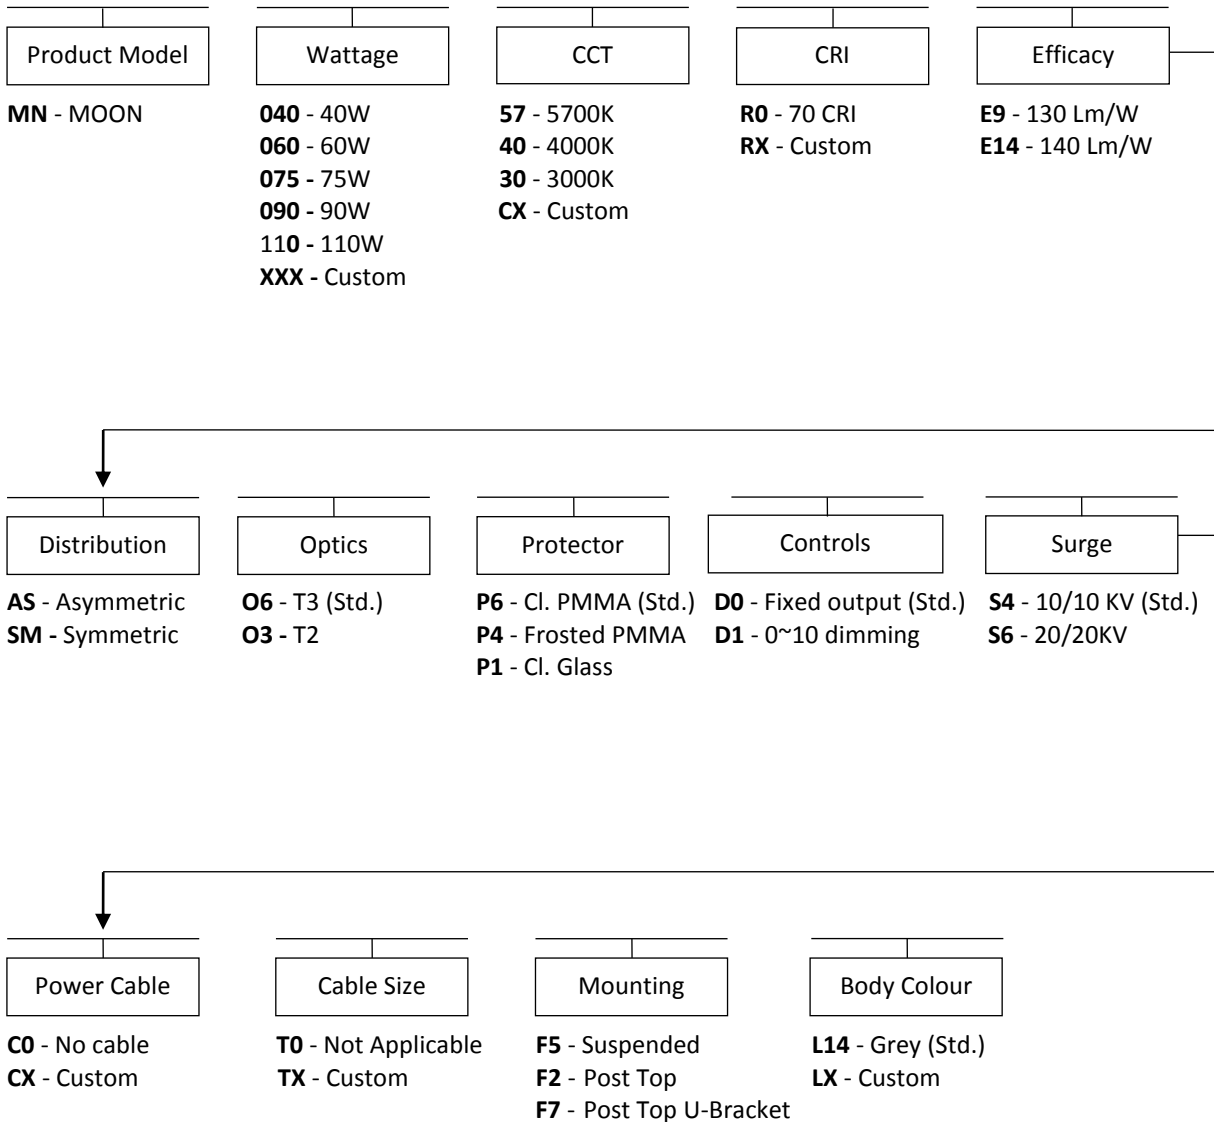 Product Model
Wattage
CCT
CRI
Efficacy
MN - MOON
040 - 40W
060 - 60W
075 - 75W
090 - 90W
110 - 110W
XXX - Custom
57 - 5700K
40 - 4000K
30 - 3000K
CX - Custom
R0 - 70 CRI
RX - Custom
E9 - 130 Lm/W
E14 - 140 Lm/W
Distribution
Optics
Protector
Controls
Surge
AS - Asymmetric
SM - Symmetric
O6 - T3 (Std.)
O3 - T2
P6 - Cl. PMMA (Std.)
P4 - Frosted PMMA
P1 - Cl. Glass
D0 - Fixed output (Std.)
D1 - 0~10 dimming
S4 - 10/10 KV (Std.)
S6 - 20/20KV
Power Cable
Cable Size
Mounting
Body Colour
C0 - No cable
CX - Custom
T0 - Not Applicable
TX - Custom
F5 - Suspended
F2 - Post Top
F7 - Post Top U-Bracket
L14 - Grey (Std.)
LX - Custom